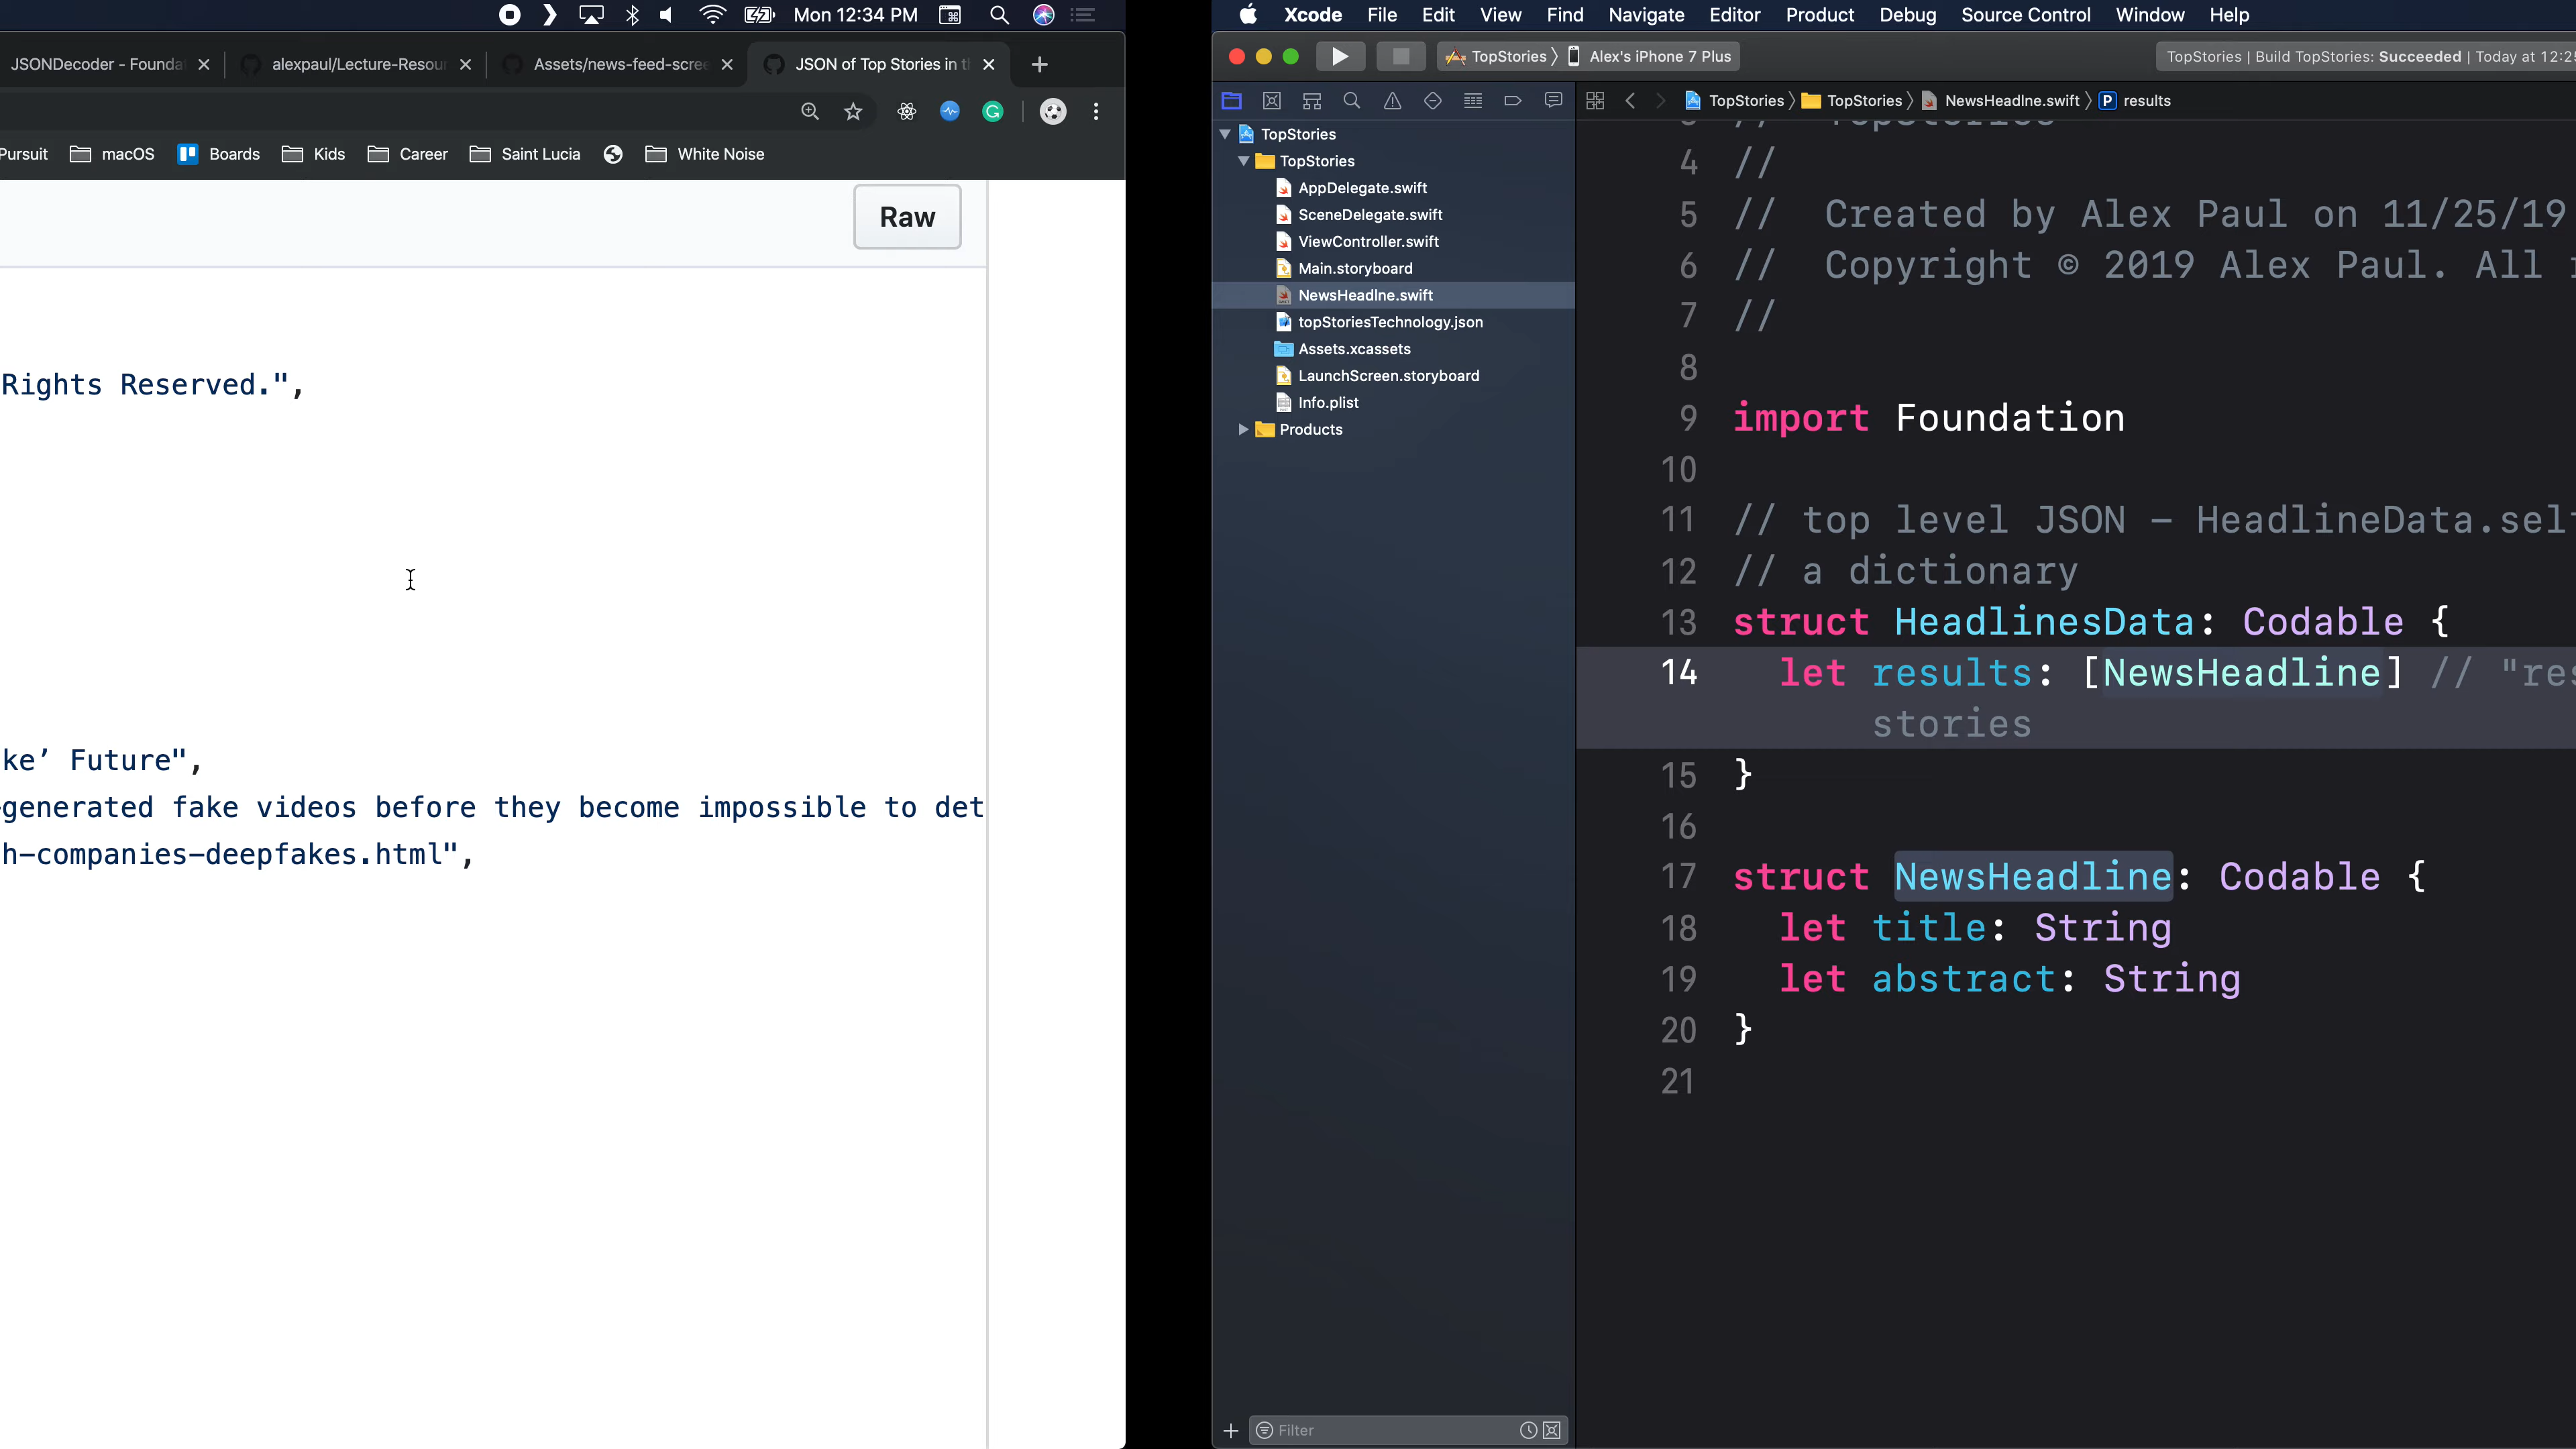 Mon 12:34 PM
JSONDecoder - Founda
alexpaul/Lecture-Resou
Assets/news-feed-scree
JSON of Top Stories in t
Pursuit
macOS
Boards
Kids
Career
Saint Lucia
White Noise
Raw
Rights Reserved.",
ke’ Future",
-generated fake videos before they become impossible to det
h-companies-deepfakes.html",
Xcode File Edit View Find Navigate Editor Product Debug Source Control Window Help
TopStories Alex's iPhone 7 Plus
TopStories | Build TopStories: Succeeded | Today at 12:25
TopStories TopStories NewsHeadlne.swift P results
TopStories
TopStories
AppDelegate.swift
SceneDelegate.swift
ViewController.swift
Main.storyboard
NewsHeadlne.swift
topStoriesTechnology.json
Assets.xcassets
LaunchScreen.storyboard
Info.plist
Products
Filter
3 // TopStories
4 //
5 // Created by Alex Paul on 11/25/19
6 // Copyright © 2019 Alex Paul. All
7 //
8
9 import Foundation
10
11 // top level JSON - HeadlineData.sel
12 // a dictionary
13 struct HeadlinesData: Codable {
14 let results: [NewsHeadline] // "res
stories
15 }
16
17 struct NewsHeadline: Codable {
18 let title: String
19 let abstract: String
20 }
21